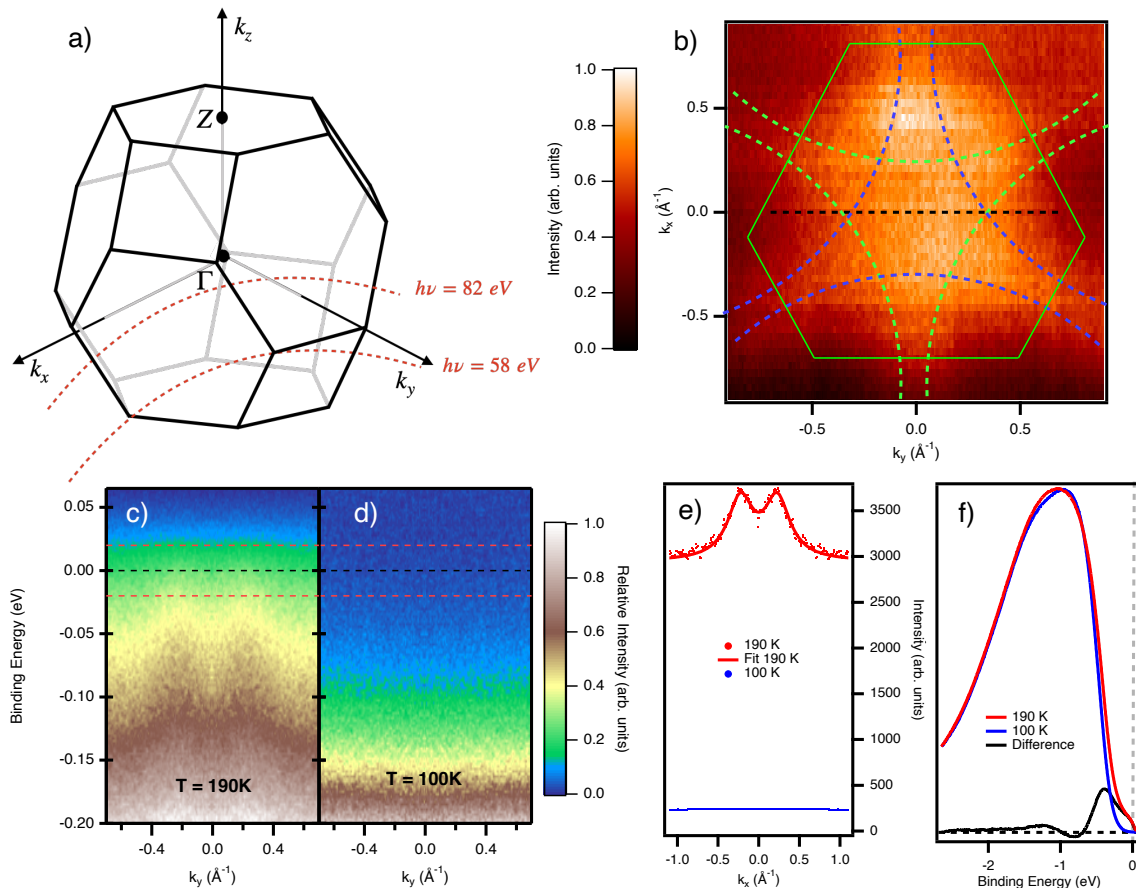 a)
k_z
Z
Γ
k_x
k_y
hν = 82 eV
hν = 58 eV
Intensity (arb. units)
1.0
0.8
0.6
0.4
0.2
0.0
b)
k_x (Å⁻¹)
0.5
0.0
-0.5
-0.5
0.0
0.5
k_y (Å⁻¹)
c)
Binding Energy (eV)
0.05
0.00
-0.05
-0.10
-0.15
-0.20
T = 190K
-0.4
0.0
0.4
k_y (Å⁻¹)
d)
T = 100K
-0.4
0.0
0.4
k_y (Å⁻¹)
1.0
0.8
0.6
0.4
0.2
0.0
Relative Intensity (arb. units)
e)
190 K
Fit 190 K
100 K
3500
3000
2500
2000
1500
1000
500
0
Intensity (arb. units)
-1.0
0.0
1.0
k_x (Å⁻¹)
f)
190 K
100 K
Difference
-2
-1
0
Binding Energy (eV)